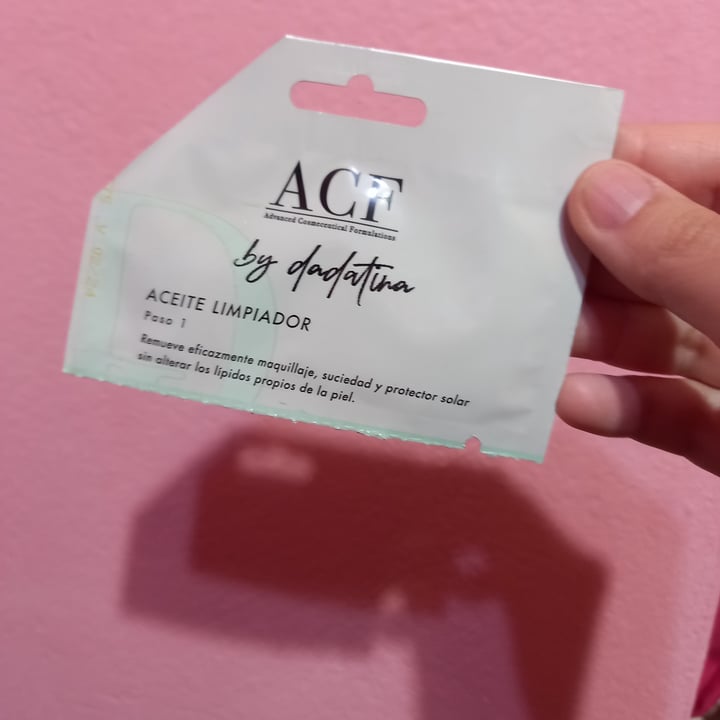 ACF
Advanced Cosmeceutical Formulations
by dadatina
ACEITE LIMPIADOR
Paso 1
Remueve eficazmente maquillaje, suciedad y protector solar
sin alterar los lípidos propios de la piel.